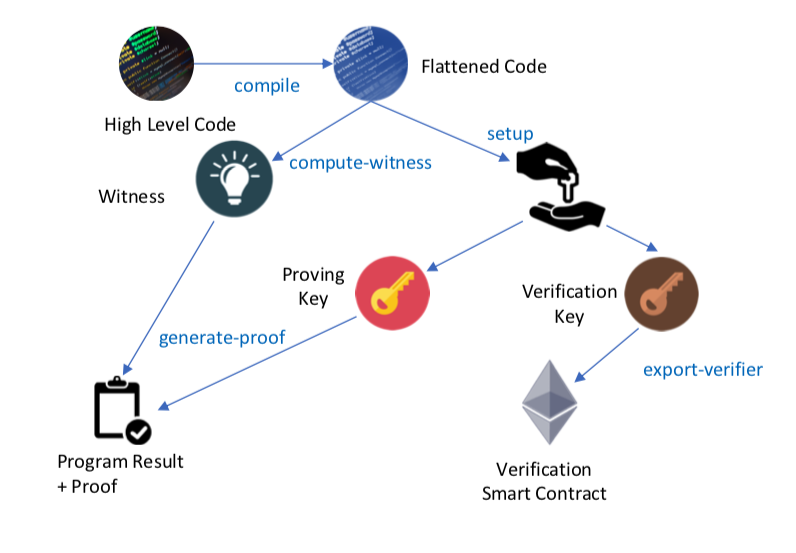 Flattened Code
compile
High Level Code
setup
compute-witness
Witness
Proving
Key
Verification
Key
generate-proof
export-verifier
Program Result
+ Proof
Verification
Smart Contract